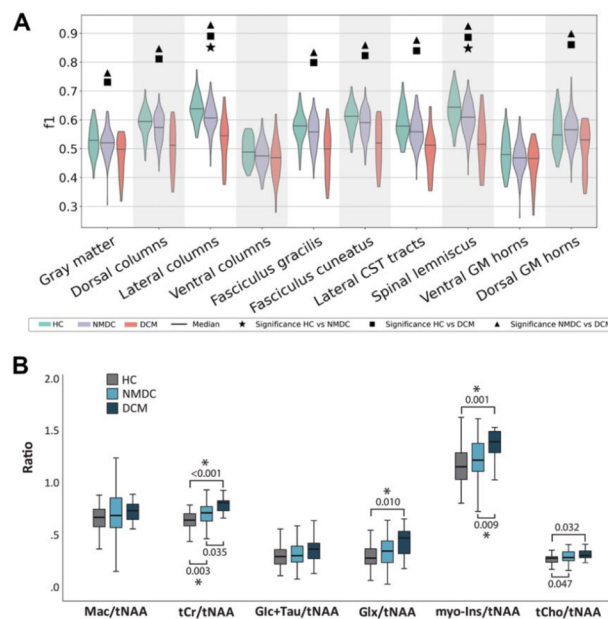 A
f1
0.9
0.8
0.7
0.6
0.5
0.4
0.3
Gray matter
Dorsal columns
Lateral columns
Ventral columns
Fasciculus gracilis
Fasciculus cuneatus
Lateral CST tracts
Spinal lemniscus
Ventral GM horns
Dorsal GM horns
HC NMDC DCM Median Significance HC vs NMDC Significance HC vs DCM Significance NMDC vs DCM
B
HC
NMDC
DCM
Ratio
2.0
1.5
1.0
.5
.0
* 
<0.001
0.035
0.003
*
*
0.010
*
0.001
0.009
*
0.032
0.047
Mac/tNAA tCr/tNAA Glc+Tau/tNAA Glx/tNAA myo-Ins/tNAA tCho/tNAA